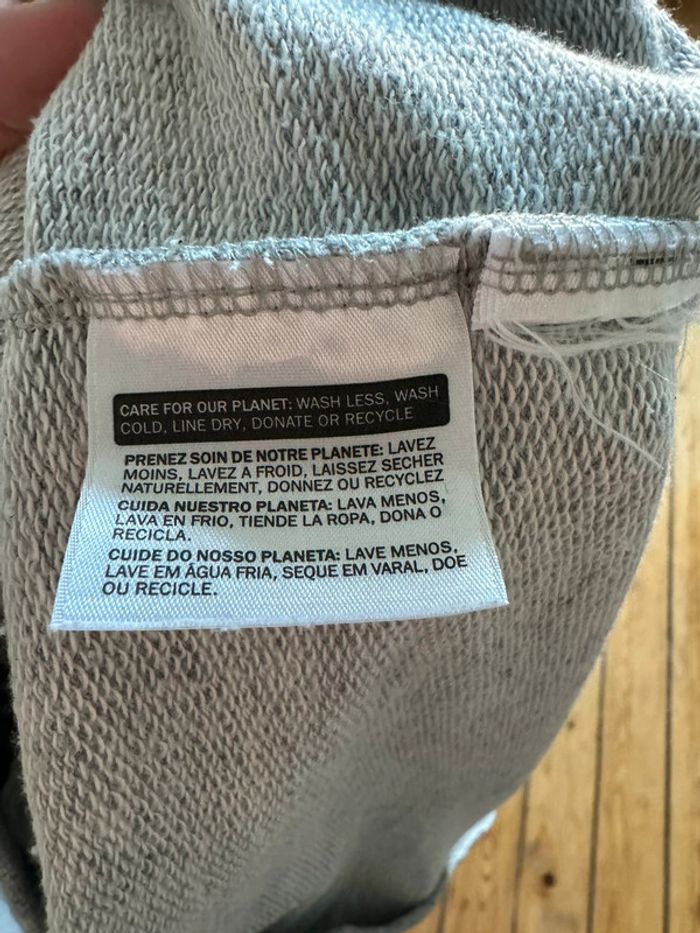 CARE FOR OUR PLANET: WASH LESS, WASH
COLD, LINE DRY, DONATE OR RECYCLE
PRENEZ SOIN DE NOTRE PLANETE: LAVEZ
MOINS, LAVEZ A FROID, LAISSEZ SECHER
NATURELLEMENT, DONNEZ OU RECYCLEZ
CUIDA NUESTRO PLANETA: LAVA MENOS,
LAVA EN FRIO, TIENDE LA ROPA, DONA O
RECICLA.
CUIDE DO NOSSO PLANETA: LAVE MENOS,
LAVE EM ÁGUA FRIA, SEQUE EM VARAL, DOE
OU RECICLE.